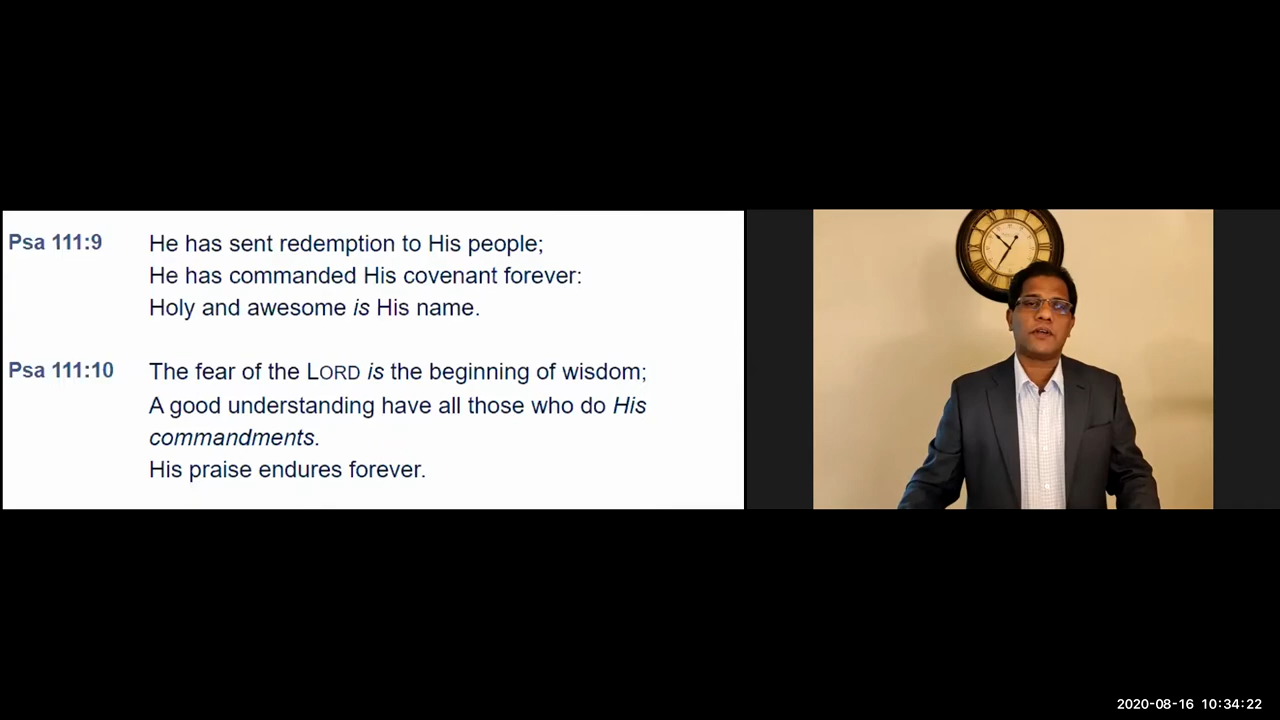 Psa 111:9 He has sent redemption to His people;
He has commanded His covenant forever:
Holy and awesome is His name.
Psa 111:10 The fear of the LORD is the beginning of wisdom;
A good understanding have all those who do His
commandments.
His praise endures forever.
2020-08-16 10:34:22